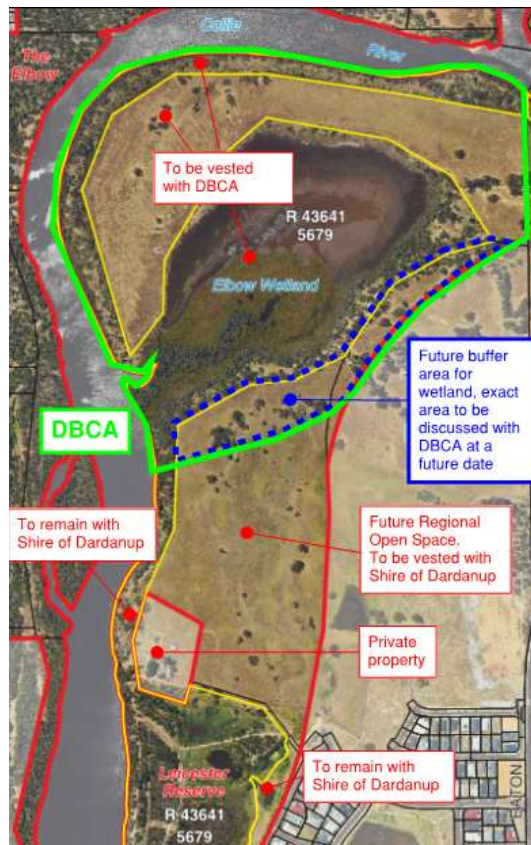 Collie
River
The
Elbow
To be vested
with DBCA
R 43641
5679
Elbow Wetland
Future buffer
area for
wetland, exact
area to be
discussed with
DBCA at a
future date
DBCA
To remain with
Shire of Dardanup
Future Regional
Open Space.
To be vested with
Shire of Dardanup
Private
property
To remain with
Shire of Dardanup
Leicester
Reserve
R 43641
5679
EATON